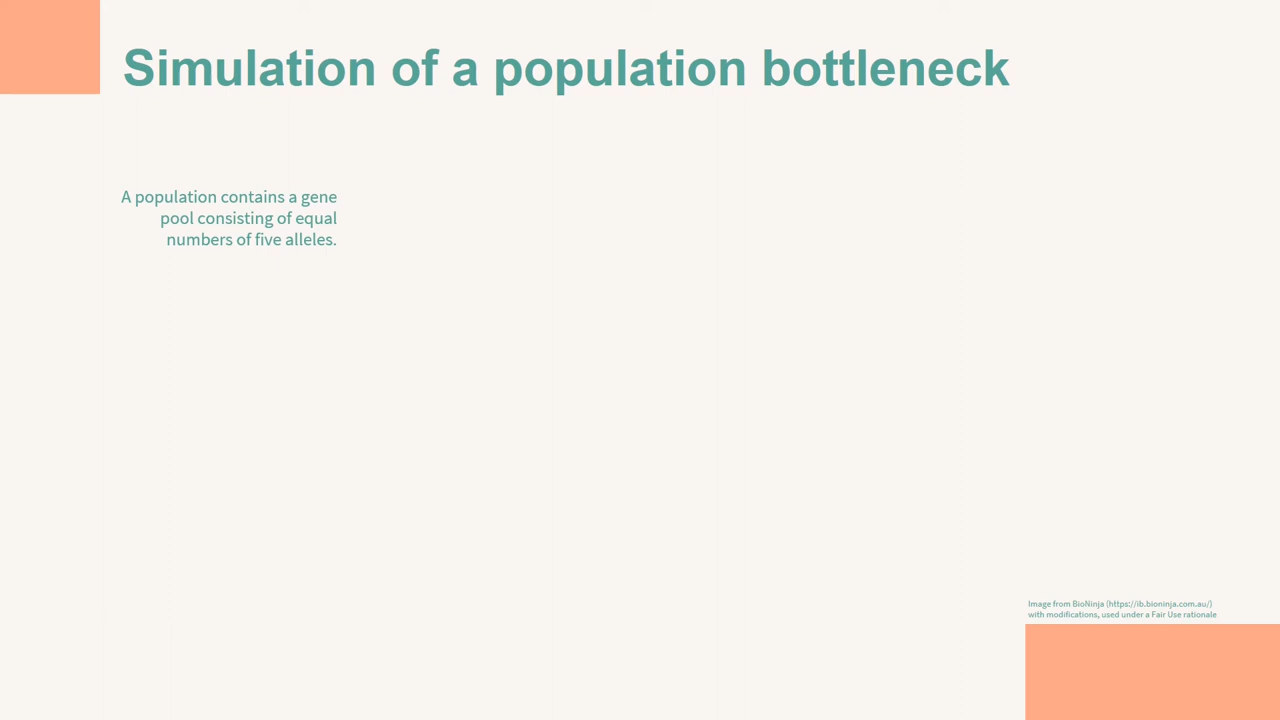 Simulation of a population bottleneck
A population contains a gene
pool consisting of equal
numbers of five alleles.
Image from BioNinja (https://ib.bioninja.com.au/)
with modifications, used under a Fair Use rationale